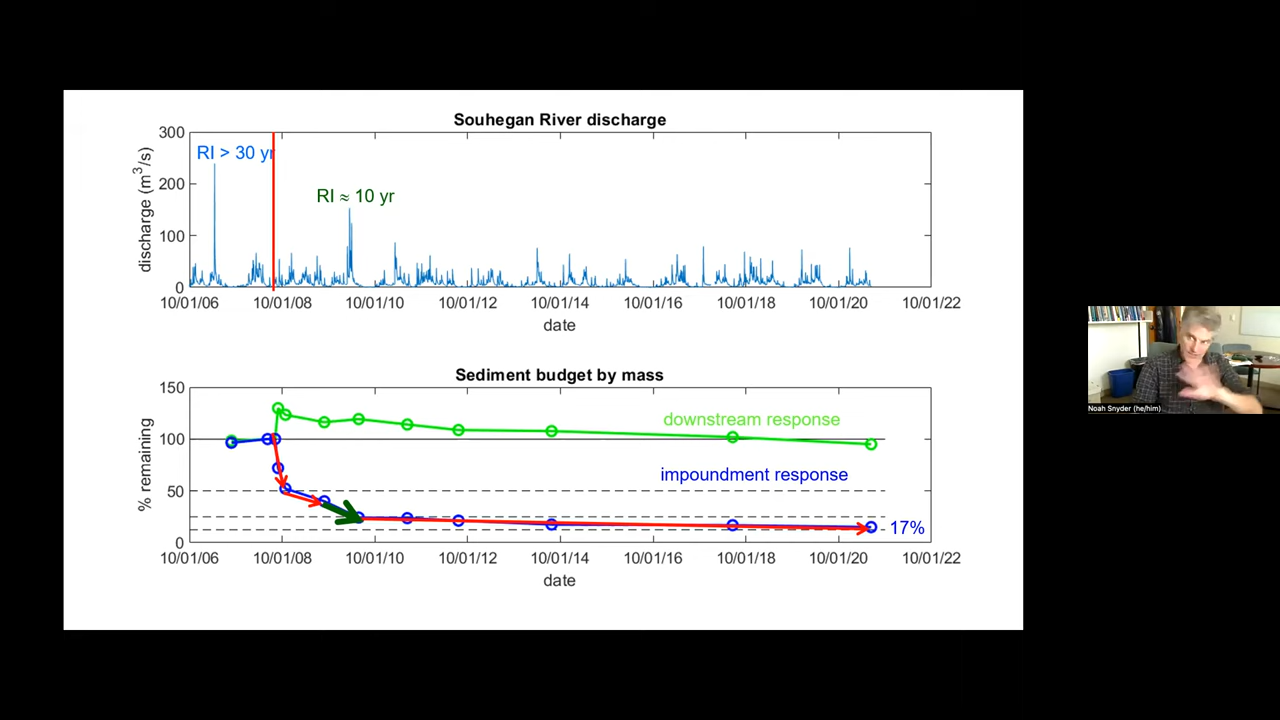 Souhegan River discharge
300
200
100
0
discharge (m³/s)
RI > 30 yr
RI ≈ 10 yr
10/01/06 10/01/08 10/01/10 10/01/12 10/01/14 10/01/16 10/01/18 10/01/20 10/01/22
date
Sediment budget by mass
150
100
50
0
% remaining
downstream response
impoundment response
17%
10/01/06 10/01/08 10/01/10 10/01/12 10/01/14 10/01/16 10/01/18 10/01/20 10/01/22
date
Noah Snyder (he/him)